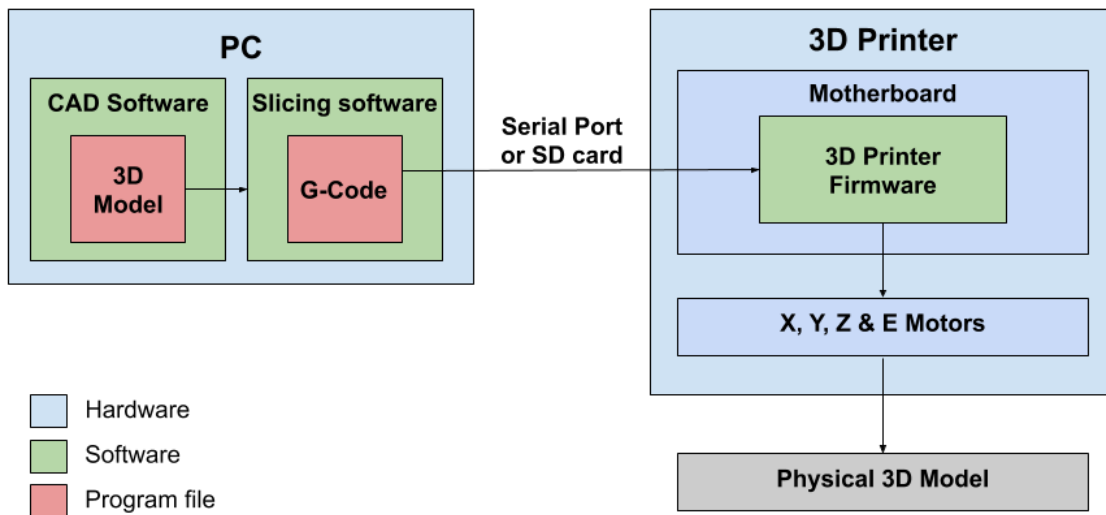 PC
CAD Software
3D
Model
Slicing software
G-Code
Serial Port
or SD card
3D Printer
Motherboard
3D Printer
Firmware
X, Y, Z & E Motors
Physical 3D Model
Hardware
Software
Program file